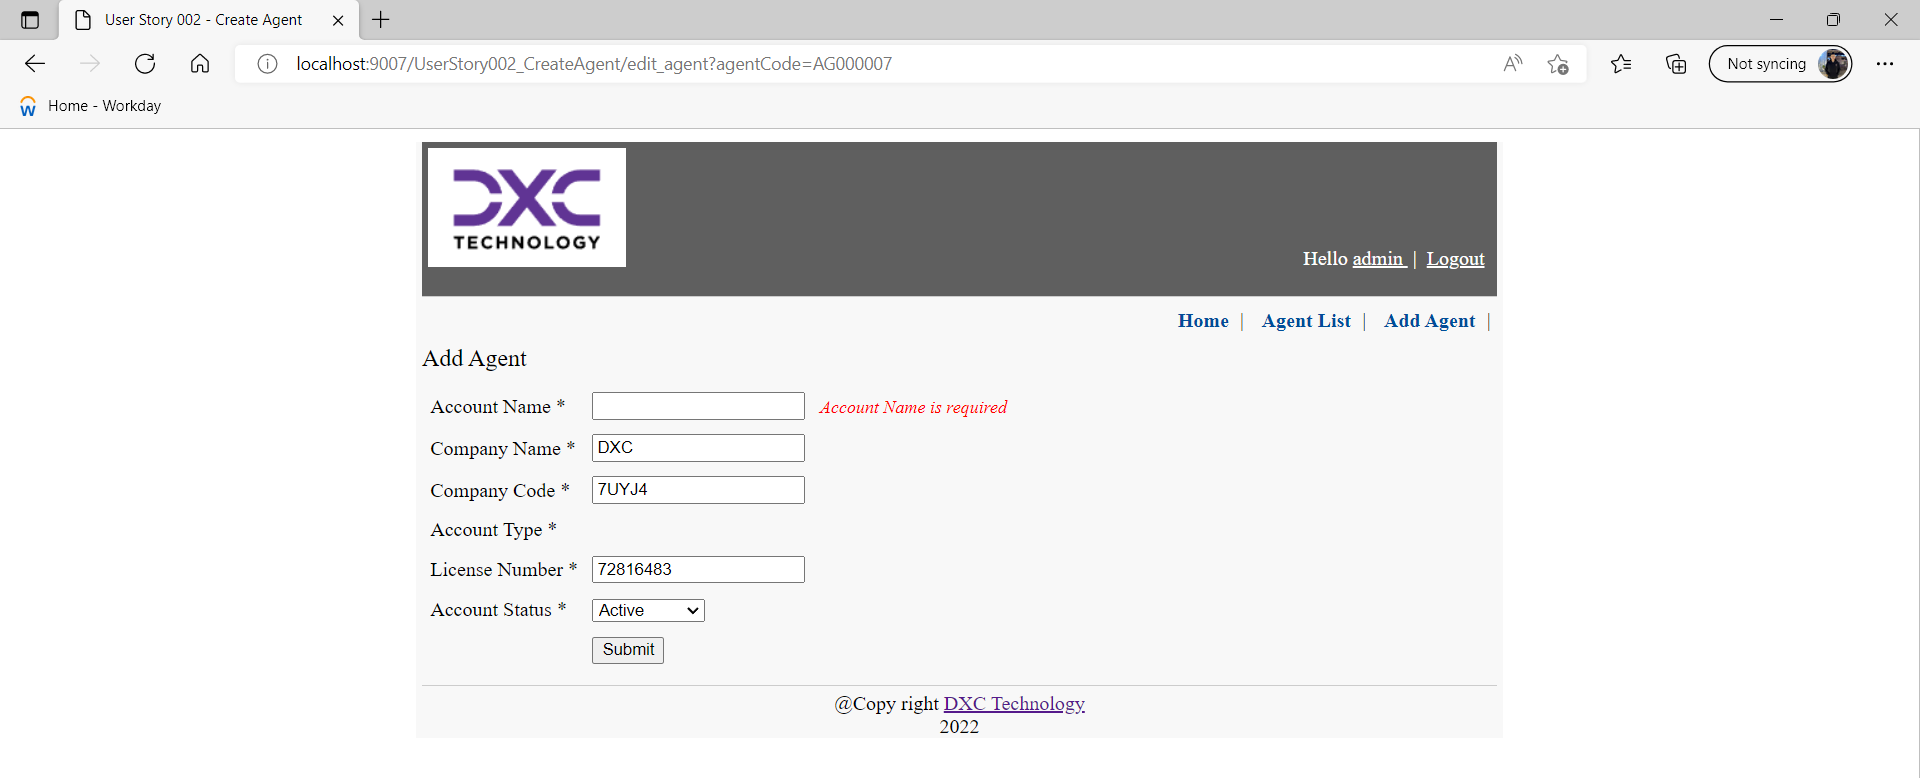 User Story 002 - Create Agent
localhost:9007/UserStory002_CreateAgent/edit_agent?agentCode=AG000007
Not syncing
Home - Workday
DXC
TECHNOLOGY
Hello admin | Logout
Home | Agent List | Add Agent |
Add Agent
Account Name * Account Name is required
Company Name * DXC
Company Code * 7UYJ4
Account Type *
License Number * 72816483
Account Status * Active
Submit
@Copy right DXC Technology
2022